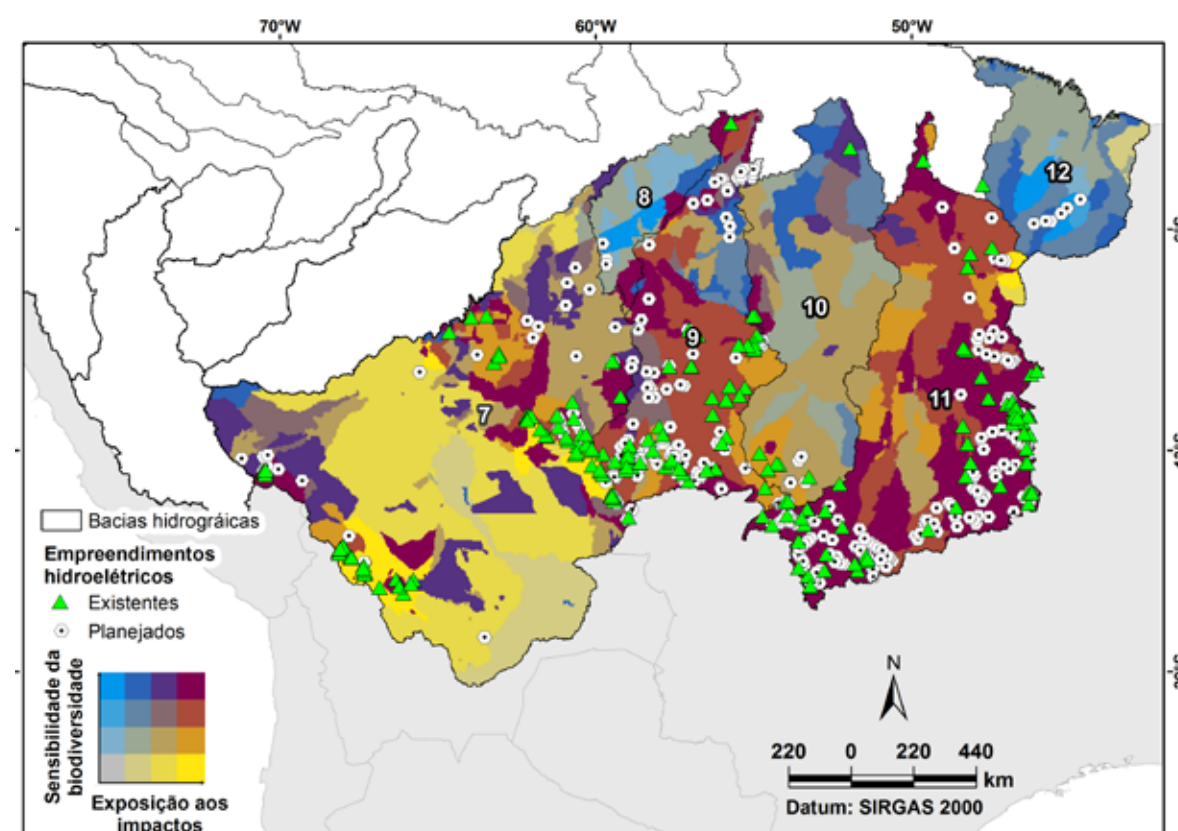 70°W 60°W 50°W
8
12
10
9
11
7
Bacias hidrográicas
Empreendimentos
hidroelétricos
Existentes
Planejados
Sensibilidade da
biodiversidade
Exposição aos
impactos
N
220 0 220 440
km
Datum: SIRGAS 2000